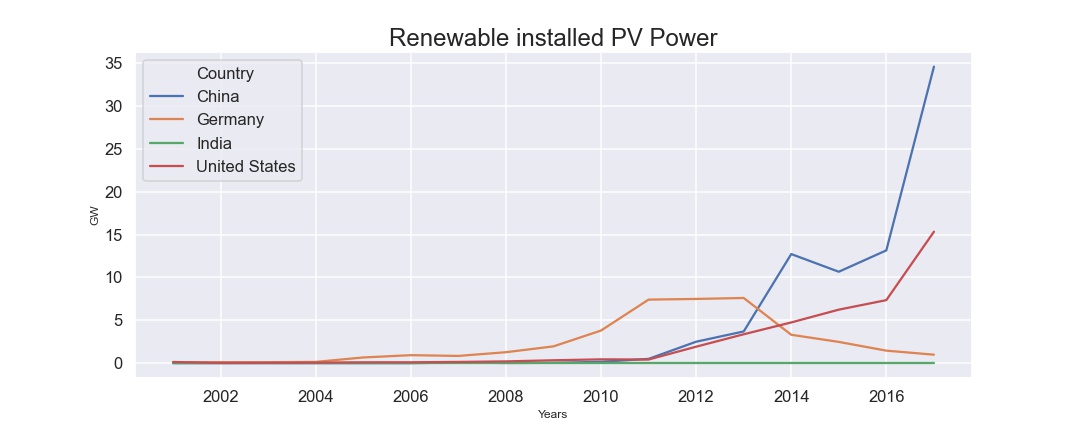 Renewable installed PV Power
35
30
25
20
15
10
5
0
GW
Country
China
Germany
India
United States
2002 2004 2006 2008 2010 2012 2014 2016
Years